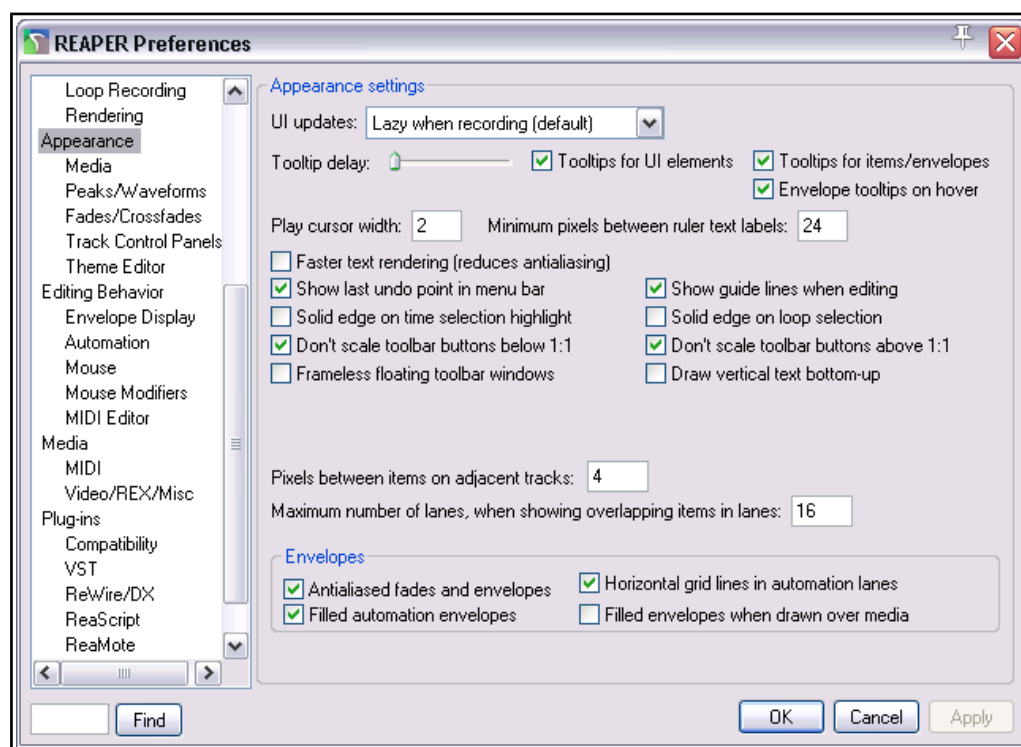 REAPER Preferences
Loop Recording
Rendering
Appearance
Media
Peaks/Waveforms
Fades/Crossfades
Track Control Panels
Theme Editor
Editing Behavior
Envelope Display
Automation
Mouse
Mouse Modifiers
MIDI Editor
Media
MIDI
Video/REX/Misc
Plug-ins
Compatibility
VST
ReWire/DX
ReaScript
ReaMote
Find
Appearance settings
UI updates: Lazy when recording (default)
Tooltip delay: Tooltips for UI elements Tooltips for items/envelopes
Envelope tooltips on hover
Play cursor width: 2 Minimum pixels between ruler text labels: 24
Faster text rendering (reduces antialiasing)
Show last undo point in menu bar Show guide lines when editing
Solid edge on time selection highlight Solid edge on loop selection
Don't scale toolbar buttons below 1:1 Don't scale toolbar buttons above 1:1
Frameless floating toolbar windows Draw vertical text bottom-up
Pixels between items on adjacent tracks: 4
Maximum number of lanes, when showing overlapping items in lanes: 16
Envelopes
Antialiased fades and envelopes Horizontal grid lines in automation lanes
Filled automation envelopes Filled envelopes when drawn over media
OK Cancel Apply